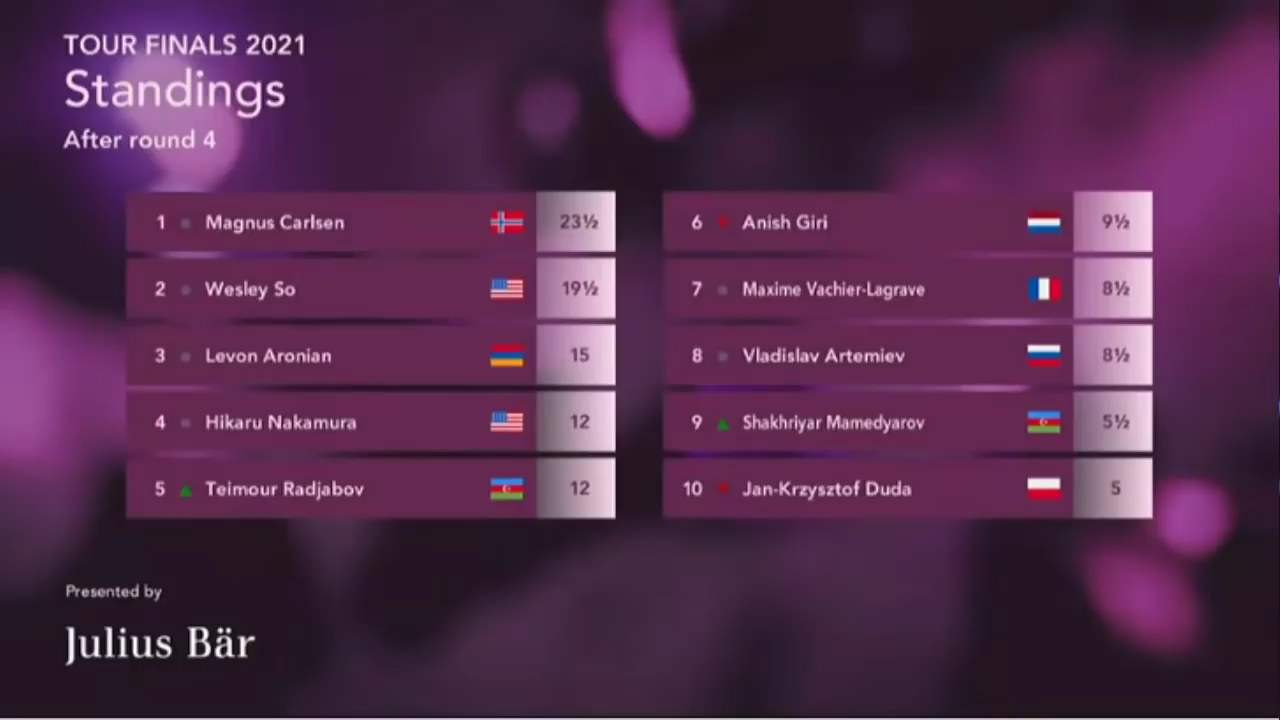 TOUR FINALS 2021
Standings
After round 4
1 Magnus Carlsen 23½
2 Wesley So 19½
3 Levon Aronian 15
4 Hikaru Nakamura 12
5 Teimour Radjabov 12
6 Anish Giri 9½
7 Maxime Vachier-Lagrave 8½
8 Vladislav Artemiev 8½
9 Shakhriyar Mamedyarov 5½
10 Jan-Krzysztof Duda 5
Presented by
Julius Bär